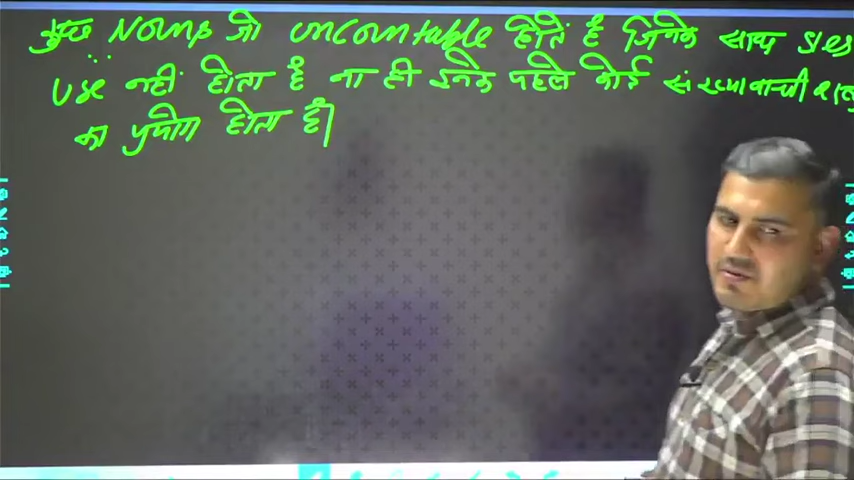 कुछ Nouns जो uncountable होते है जिनके साथ s/es
use नहीं होता है ना ही इनके पहले कोई संख्यावाची
का प्रयोग होता है।